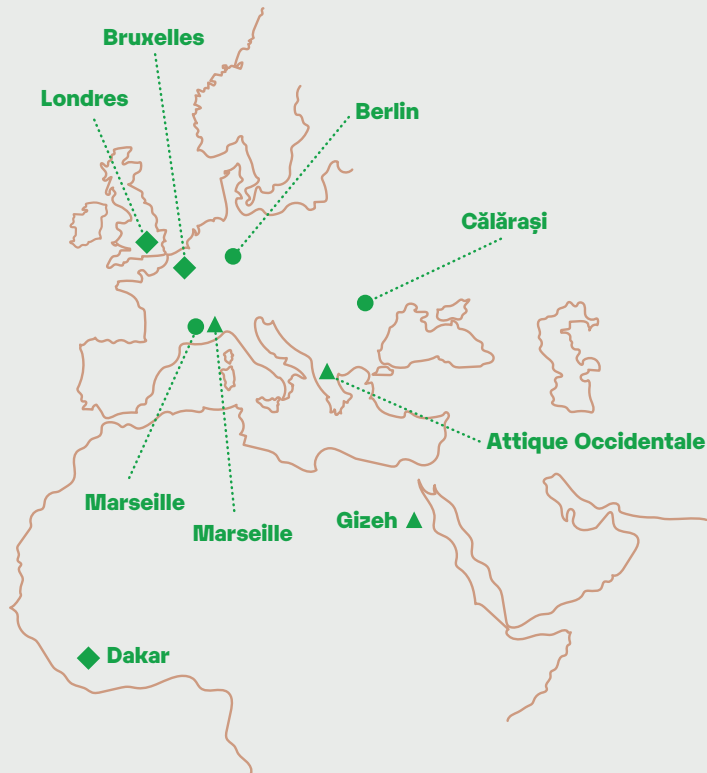 Bruxelles
Londres
Berlin
Călărași
Attique Occidentale
Marseille
Gizeh
Marseille
Dakar